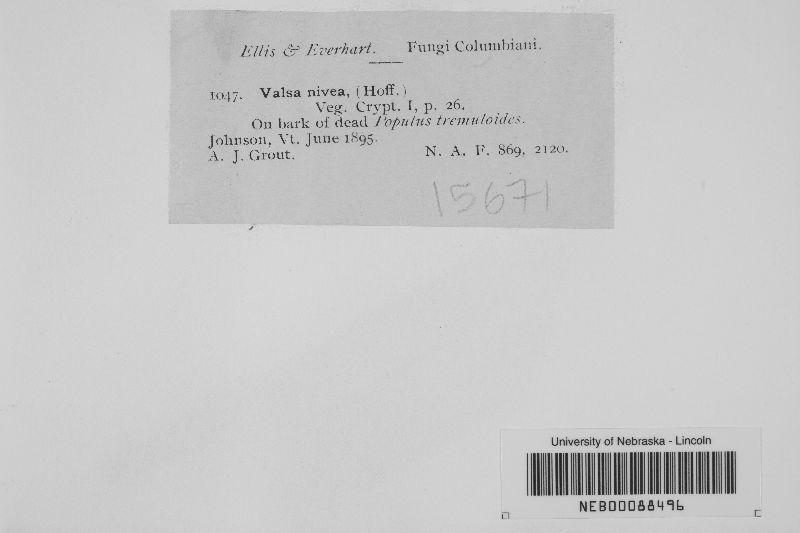 Ellis & Everhart. Fungi Columbiani.
1047. Valsa nivea, (Hoff.)
Veg. Crypt. I, p. 26.
On bark of dead Populus tremuloides.
Johnson, Vt. June 1895.
A. J. Grout. N. A. F. 869, 2120.
15671
University of Nebraska - Lincoln
NEB00088496